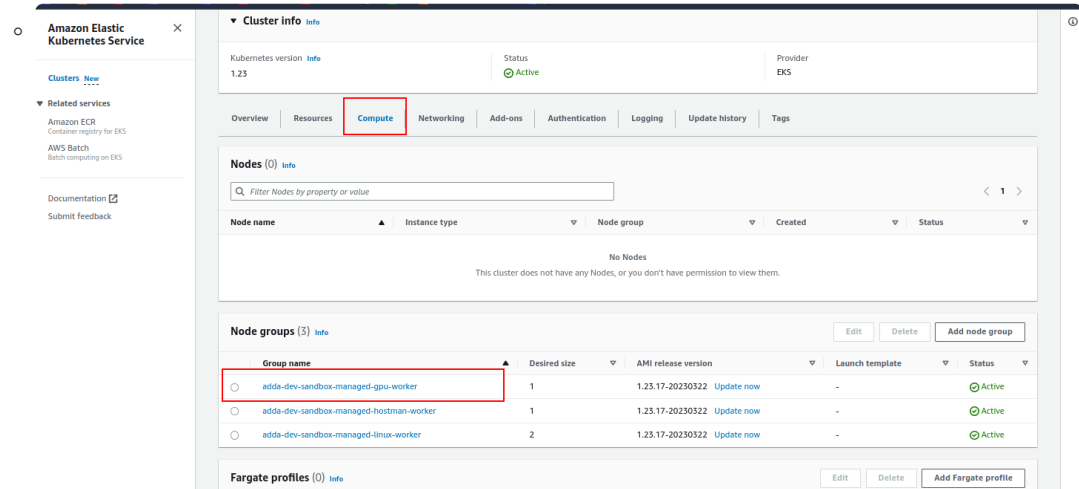 Amazon Elastic
Kubernetes Service
Clusters New
Related services
Amazon ECR
Container registry for EKS
AWS Batch
Batch computing on EKS
Documentation
Submit feedback
Cluster info Info
Kubernetes version Info
1.23
Status
Active
Provider
EKS
Overview Resources Compute Networking Add-ons Authentication Logging Update history Tags
Nodes (0) Info
Filter Nodes by property or value
1
Node name Instance type Node group Created Status
No Nodes
This cluster does not have any Nodes, or you don't have permission to view them.
Node groups (3) Info
Edit Delete Add node group
Group name Desired size AMI release version Launch template Status
adda-dev-sandbox-managed-gpu-worker 1 1.23.17-20230322 Update now - Active
adda-dev-sandbox-managed-hostman-worker 1 1.23.17-20230322 Update now - Active
adda-dev-sandbox-managed-linux-worker 2 1.23.17-20230322 Update now - Active
Fargate profiles (0) Info
Edit Delete Add Fargate profile